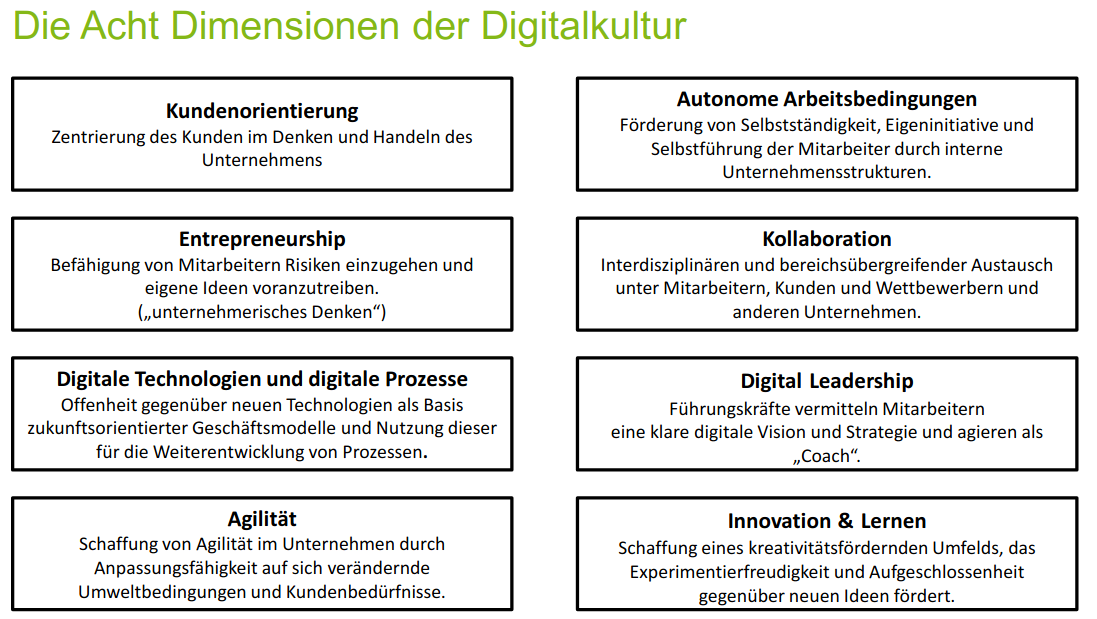 Die Acht Dimensionen der Digitalkultur
Kundenorientierung
Zentrierung des Kunden im Denken und Handeln des
Unternehmens
Autonome Arbeitsbedingungen
Förderung von Selbstständigkeit, Eigeninitiative und
Selbstführung der Mitarbeiter durch interne
Unternehmensstrukturen.
Entrepreneurship
Befähigung von Mitarbeitern Risiken einzugehen und
eigene Ideen voranzutreiben.
(„unternehmerisches Denken“)
Kollaboration
Interdisziplinären und bereichsübergreifender Austausch
unter Mitarbeitern, Kunden und Wettbewerbern und
anderen Unternehmen.
Digitale Technologien und digitale Prozesse
Offenheit gegenüber neuen Technologien als Basis
zukunftsorientierter Geschäftsmodelle und Nutzung dieser
für die Weiterentwicklung von Prozessen.
Digital Leadership
Führungskräfte vermitteln Mitarbeitern
eine klare digitale Vision und Strategie und agieren als
„Coach“.
Agilität
Schaffung von Agilität im Unternehmen durch
Anpassungsfähigkeit auf sich verändernde
Umweltbedingungen und Kundenbedürfnisse.
Innovation & Lernen
Schaffung eines kreativitätsfördernden Umfelds, das
Experimentierfreudigkeit und Aufgeschlossenheit
gegenüber neuen Ideen fördert.